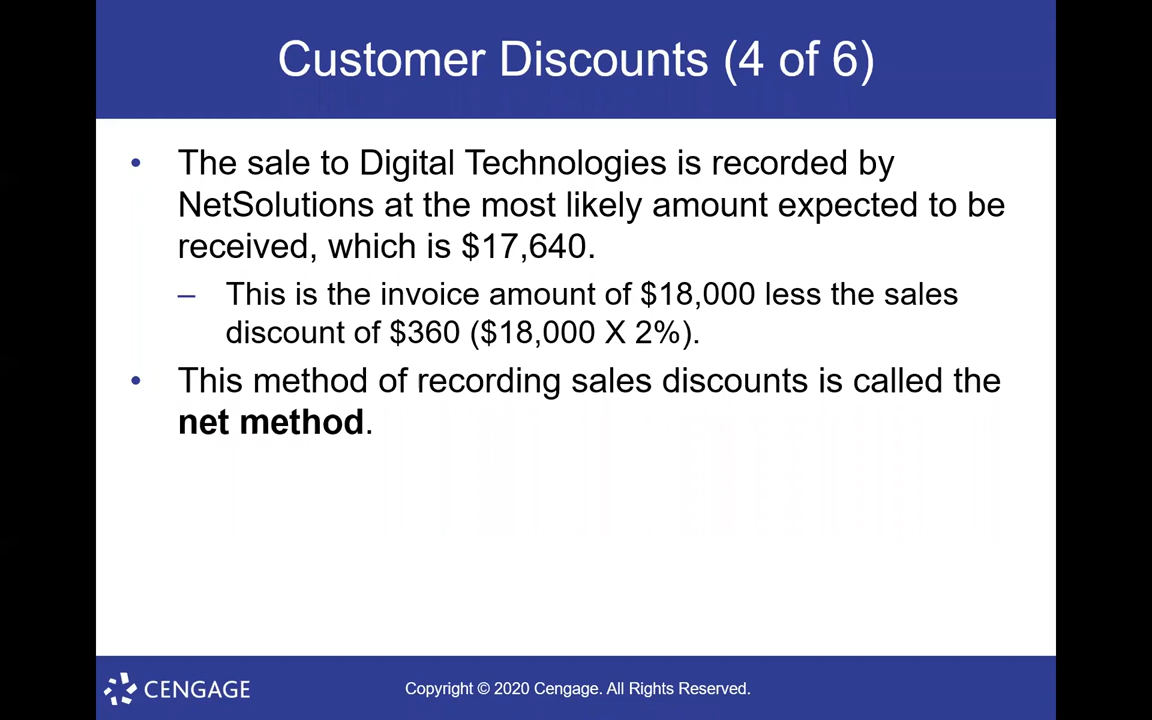 Customer Discounts (4 of 6)
• The sale to Digital Technologies is recorded by
NetSolutions at the most likely amount expected to be
received, which is $17,640.
– This is the invoice amount of $18,000 less the sales
discount of $360 ($18,000 X 2%).
• This method of recording sales discounts is called the
net method.
CENGAGE
Copyright © 2020 Cengage. All Rights Reserved.